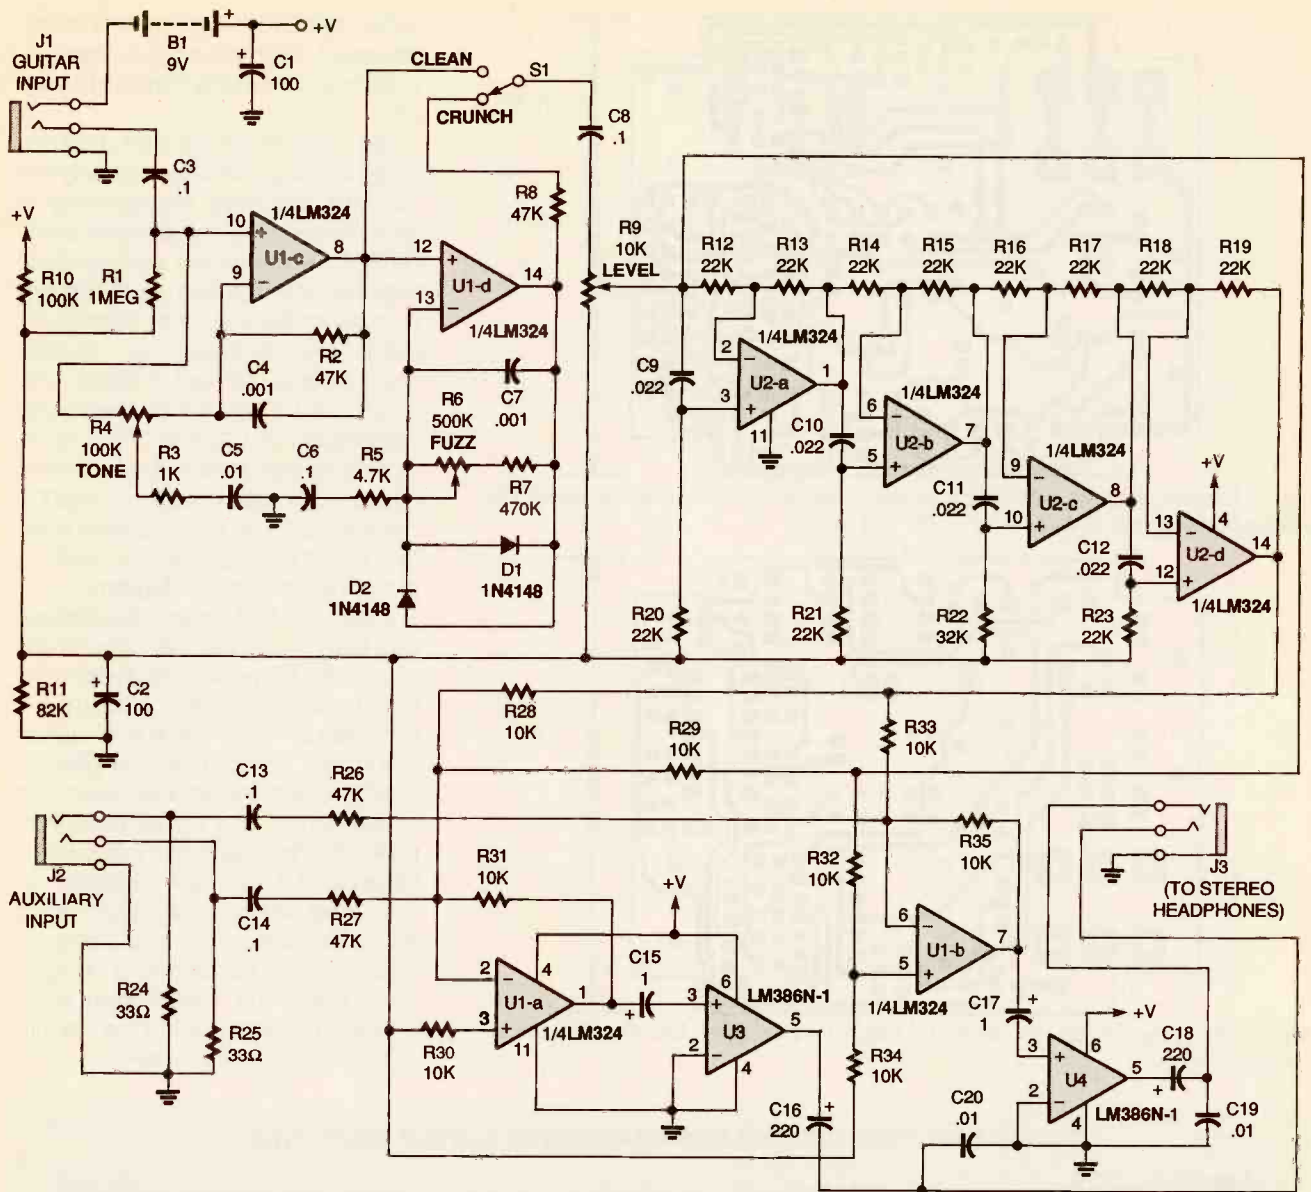 J1
GUITAR
INPUT
B1
9V
+
+V
+
C1
100
CLEAN
S1
CRUNCH
C8
.1
C3
.1
+V
R10
100K
R1
1MEG
10
+
1/4LM324
U1-c
8
9
−
R2
47K
C4
.001
R4
100K
TONE
R3
1K
C5
.01
C6
.1
R5
4.7K
12
+
U1-d
14
13
−
1/4LM324
R8
47K
R6
500K
FUZZ
C7
.001
R7
470K
D1
1N4148
D2
1N4148
R9
10K
LEVEL
R12
22K
R13
22K
R14
22K
R15
22K
R16
22K
R17
22K
R18
22K
R19
22K
C9
.022
2
−
1/4LM324
U2-a
1
3
+
11
C10
.022
1/4LM324
6
−
U2-b
7
5
+
C11
.022
1/4LM324
9
−
U2-c
8
10
+
C12
.022
+V
4
13
−
U2-d
14
12
+
1/4LM324
R20
22K
R21
22K
R22
32K
R23
22K
R11
82K
+
C2
100
R28
10K
R29
10K
R33
10K
C13
.1
R26
47K
J2
AUXILIARY
INPUT
C14
.1
R27
47K
R31
10K
R32
10K
R35
10K
J3
(TO STEREO
HEADPHONES)
+V
R24
33Ω
R25
33Ω
2
−
4
U1-a
1
3
+
11
1/4LM324
R30
10K
C15
1
+
3
+
6
LM386N-1
U3
5
2
−
4
C16
220
+
R34
10K
6
−
U1-b
7
5
+
1/4LM324
C17
1
+
+V
3
+
6
U4
5
2
−
4
LM386N-1
C18
220
+
C19
.01
C20
.01